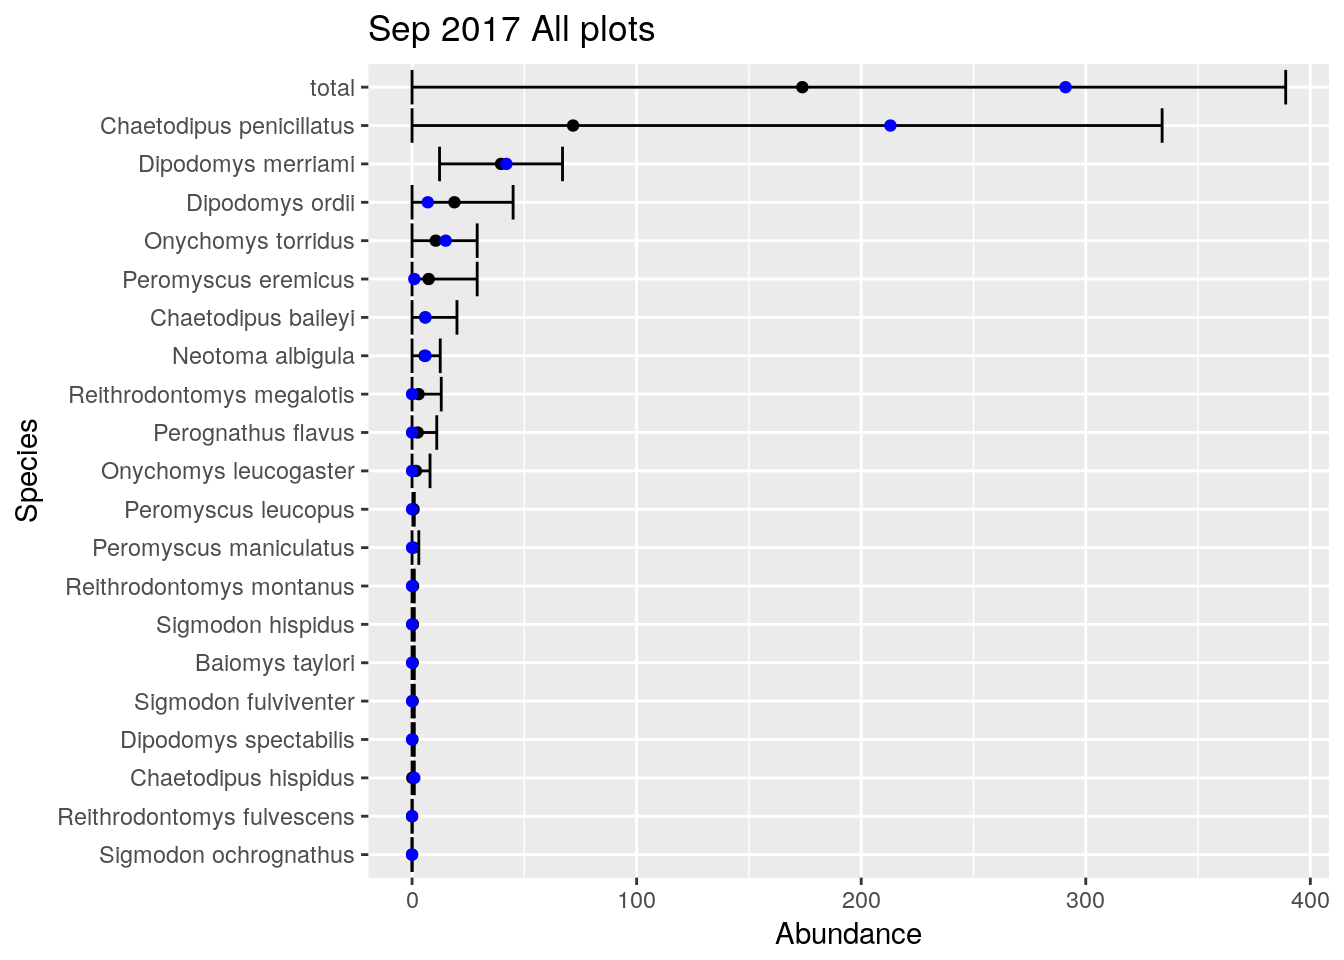 Sep 2017 All plots
total
Chaetodipus penicillatus
Dipodomys merriami
Dipodomys ordii
Onychomys torridus
Peromyscus eremicus
Chaetodipus baileyi
Neotoma albigula
Reithrodontomys megalotis
Perognathus flavus
Onychomys leucogaster
Peromyscus leucopus
Peromyscus maniculatus
Reithrodontomys montanus
Sigmodon hispidus
Baiomys taylori
Sigmodon fulviventer
Dipodomys spectabilis
Chaetodipus hispidus
Reithrodontomys fulvescens
Sigmodon ochrognathus
Species
0 100 200 300 400
Abundance